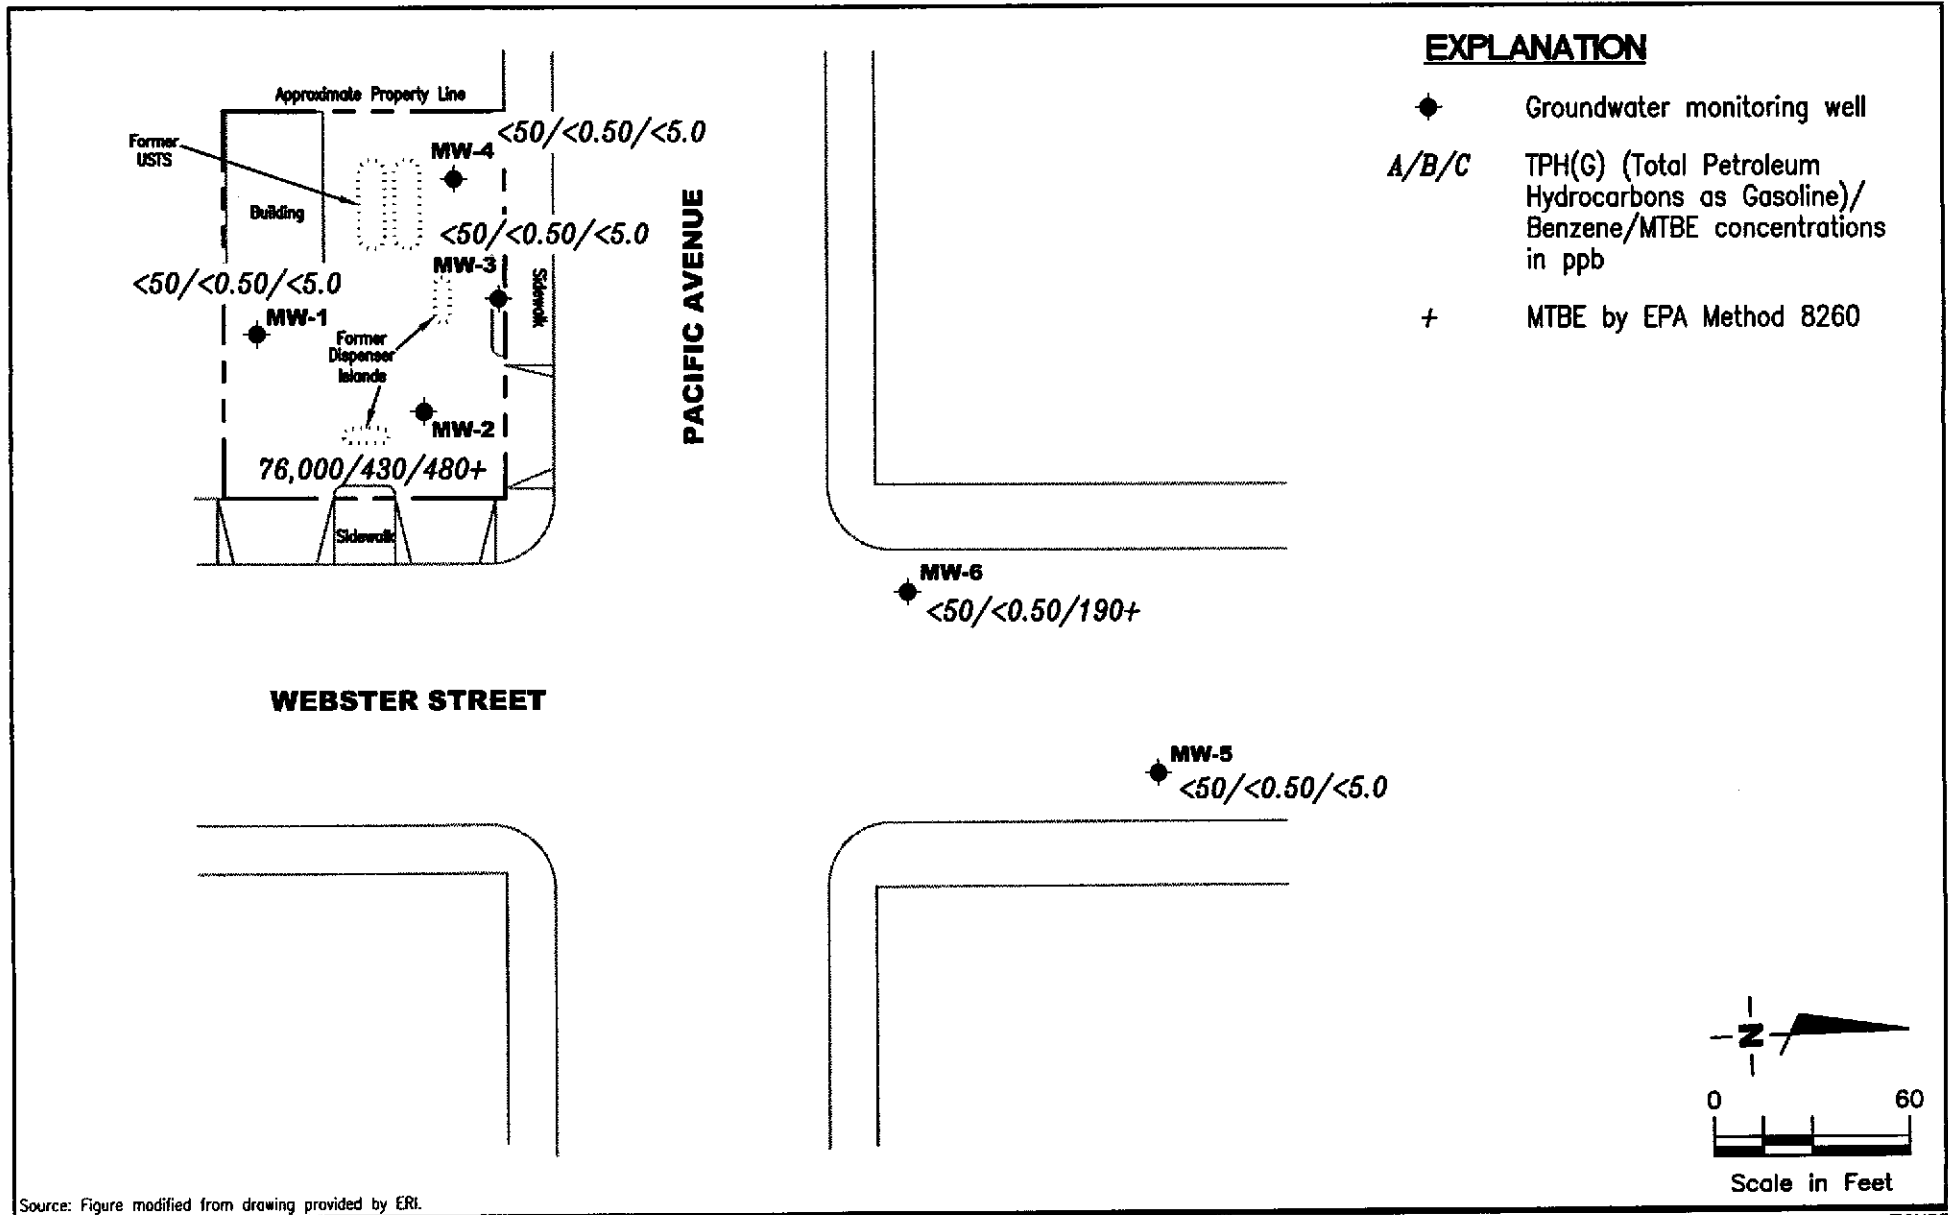 EXPLANATION
Groundwater monitoring well
A/B/C TPH(G) (Total Petroleum
Hydrocarbons as Gasoline)/
Benzene/MTBE concentrations
in ppb
+ MTBE by EPA Method 8260
Approximate Property Line
Former
USTS
<50/<0.50/<5.0
MW-4
Building
<50/<0.50/<5.0
MW-3
Sidewalk
<50/<0.50/<5.0
MW-1
Former
Dispenser
Islands
MW-2
76,000/430/480+
Sidewalk
PACIFIC AVENUE
MW-6
<50/<0.50/190+
WEBSTER STREET
MW-5
<50/<0.50/<5.0
N
0 60
Scale in Feet
Source: Figure modified from drawing provided by ERI.